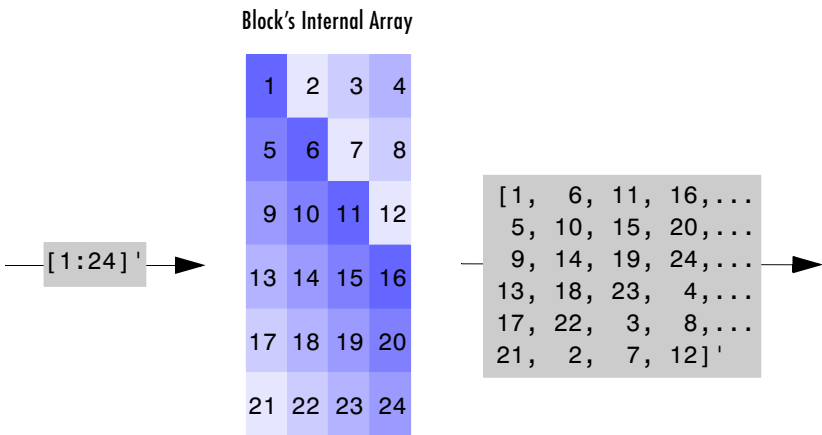 Block's Internal Array
1 2 3 4
5 6 7 8
9 10 11 12
13 14 15 16
17 18 19 20
21 22 23 24
[1:24]'
[1, 6, 11, 16,...
5, 10, 15, 20,...
9, 14, 19, 24,...
13, 18, 23, 4,...
17, 22, 3, 8,...
21, 2, 7, 12]'